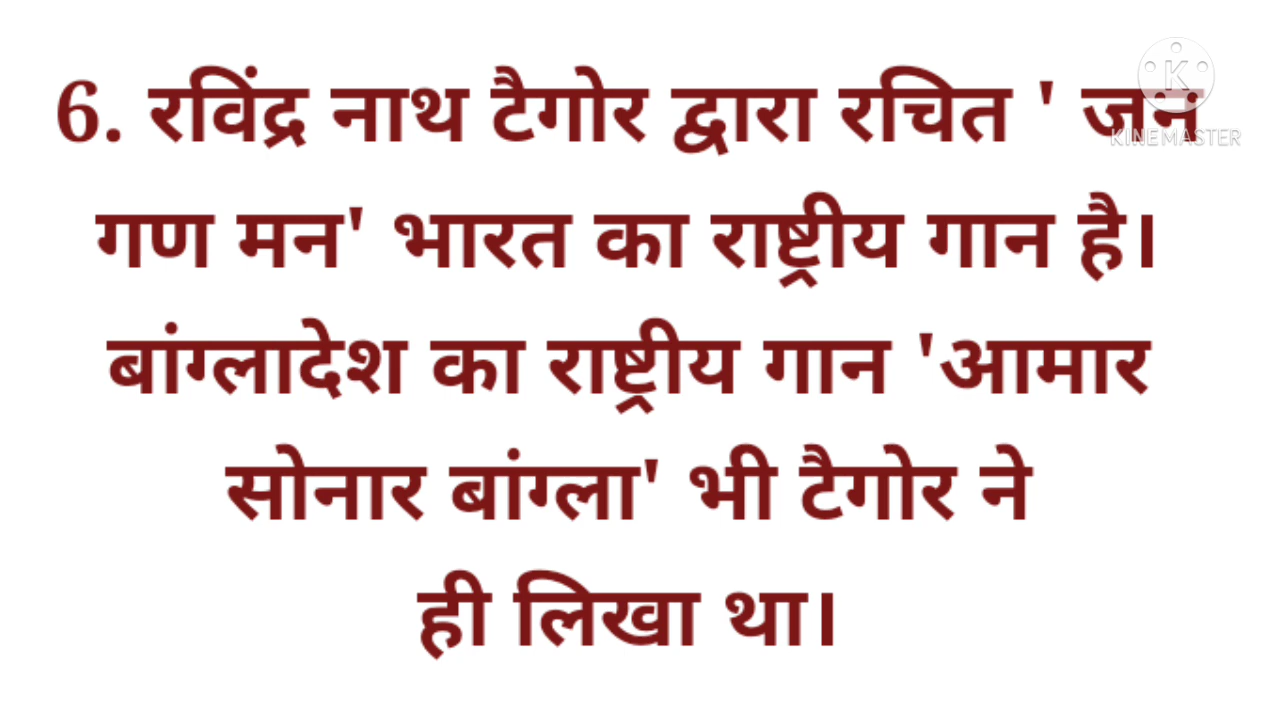 6. रविंद्र नाथ टैगोर द्वारा रचित ' जन
गण मन' भारत का राष्ट्रीय गान है।
बांग्लादेश का राष्ट्रीय गान 'आमार
सोनार बांग्ला' भी टैगोर ने
ही लिखा था।
K
KINEMASTER